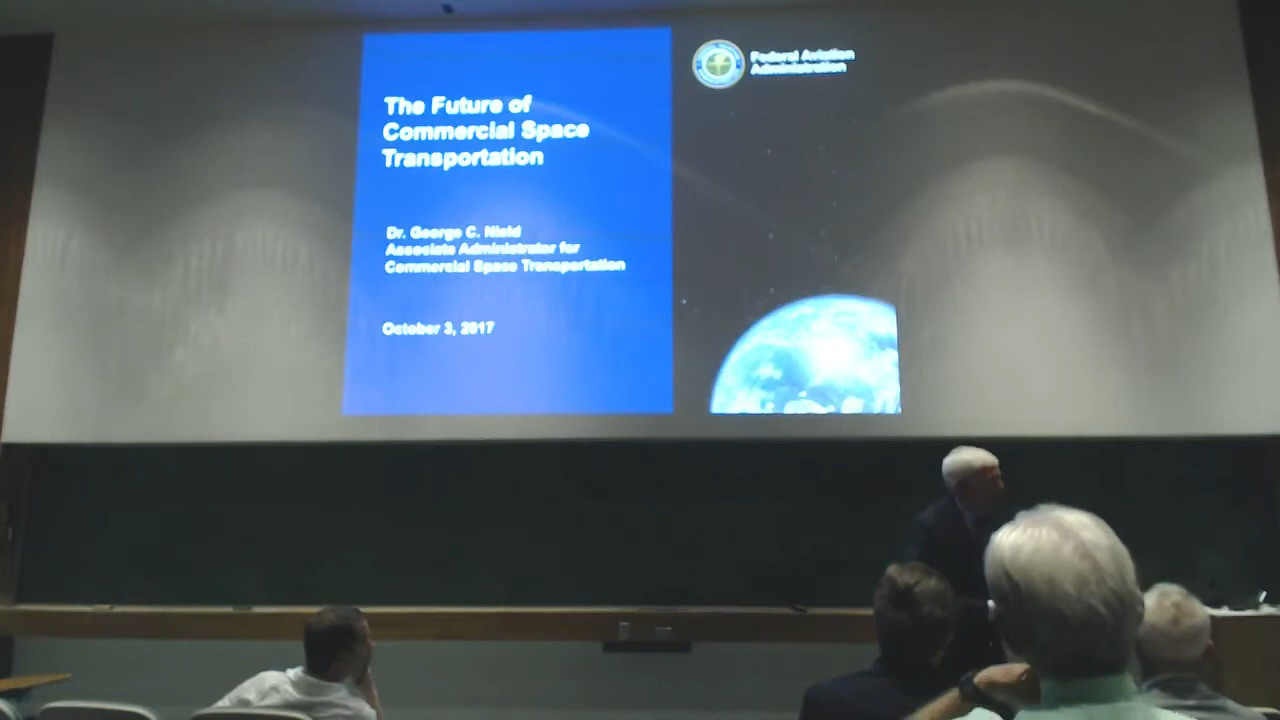 The Future of
Commercial Space
Transportation
Dr. George C. Nield
Associate Administrator for
Commercial Space Transportation
October 3, 2017
Federal Aviation
Administration